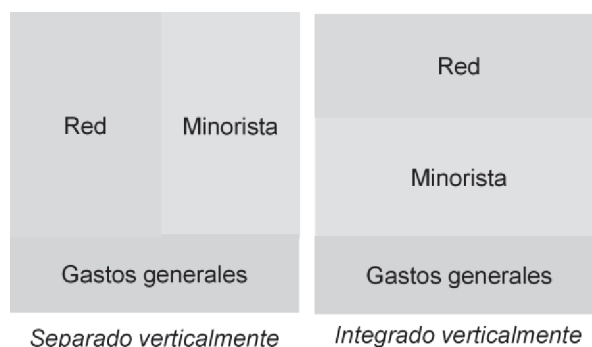 Red
Minorista
Gastos generales
Separado verticalmente
Red
Minorista
Gastos generales
Integrado verticalmente